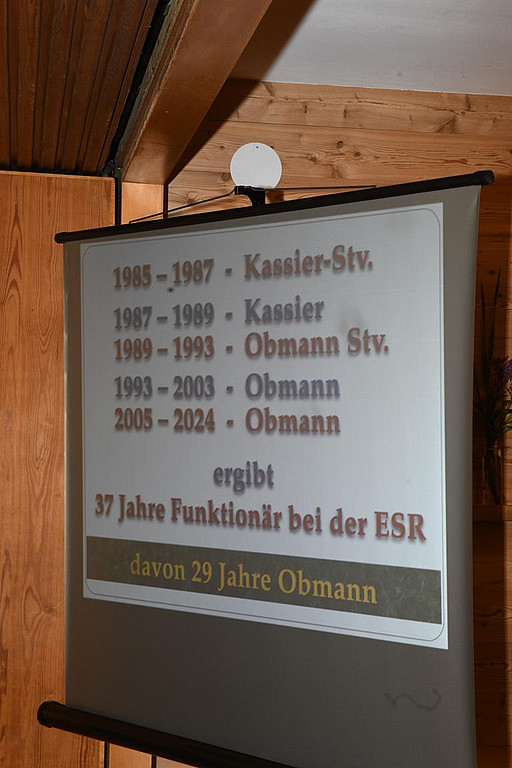 1985 – 1987 - Kassier-Stv.
1987 – 1989 - Kassier
1989 – 1993 - Obmann Stv.
1993 – 2003 - Obmann
2005 – 2024 - Obmann
ergibt
37 Jahre Funktionär bei der ESR
davon 29 Jahre Obmann